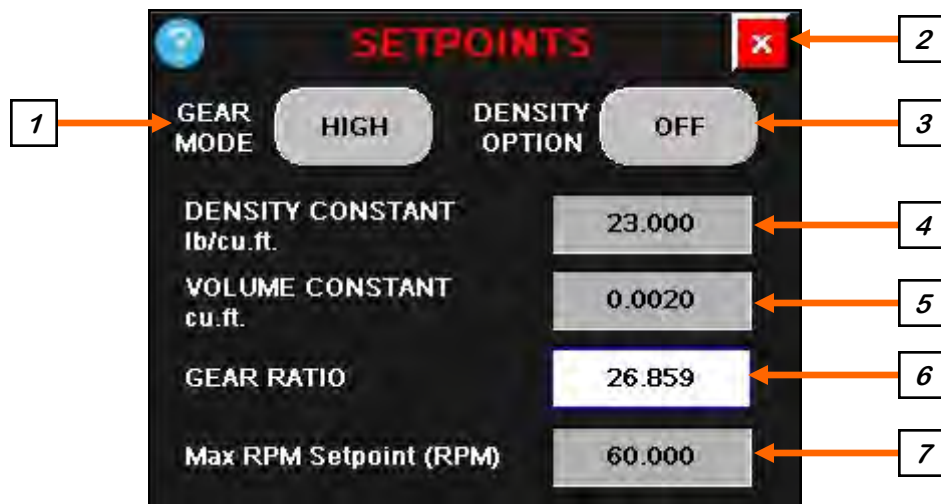 ?
SETPOINTS
x
2
1
GEAR
MODE
HIGH
DENSITY
OPTION
OFF
3
DENSITY CONSTANT
lb/cu.ft.
23.000
4
VOLUME CONSTANT
cu.ft.
0.0020
5
GEAR RATIO
26.859
6
Max RPM Setpoint (RPM)
60.000
7